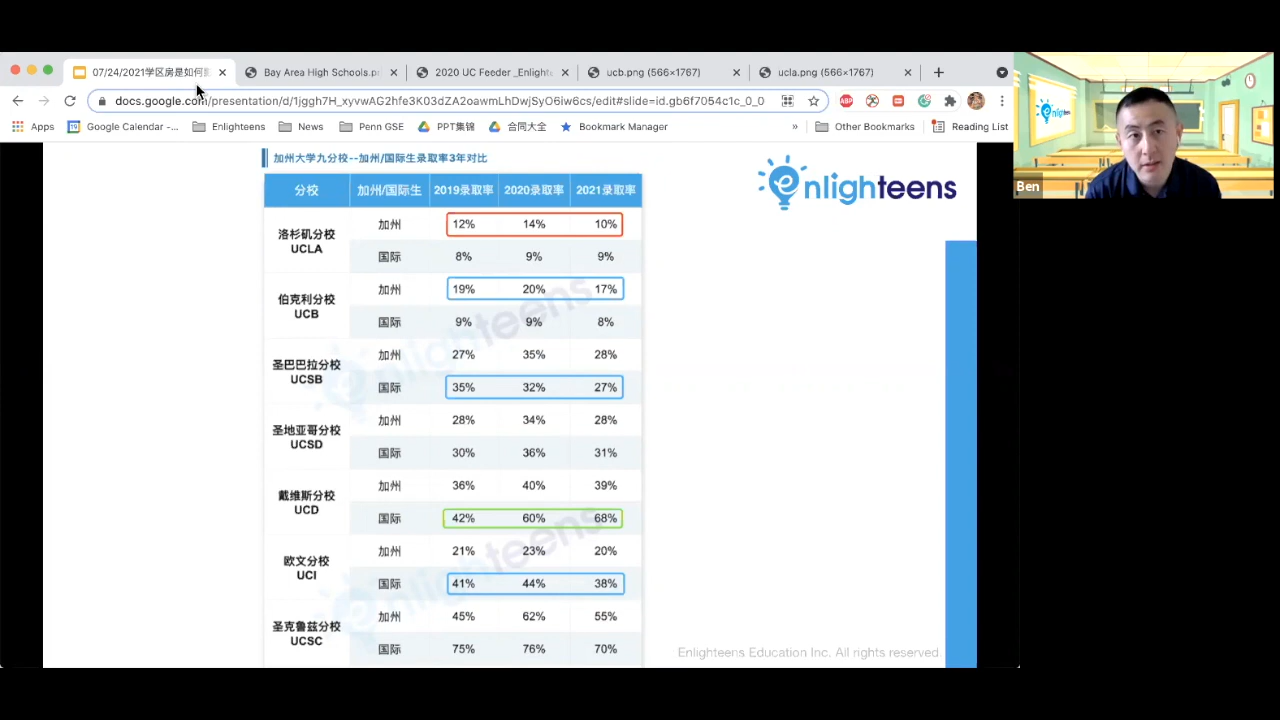 07/24/2021学区房是如何
Bay Area High Schools.p
2020 UC Feeder _Enlight
ucb.png (566×1767)
ucla.png (566×1767)
docs.google.com/presentation/d/1jggh7H_xyvwAG2hfe3K03dZA2oawmLhDwjSyO6iw6cs/edit#slide=id.gb6f7054c1c_0_0
Apps
Google Calendar -...
Enlighteens
News
Penn GSE
PPT集锦
合同大全
Bookmark Manager
»
Other Bookmarks
Reading List
加州大学九分校--加州/国际生录取率3年对比
enlighteens
Ben
分校 加州/国际生 2019录取率 2020录取率 2021录取率
洛杉矶分校
UCLA
加州 12% 14% 10%
国际 8% 9% 9%
伯克利分校
UCB
加州 19% 20% 17%
国际 9% 9% 8%
圣巴巴拉分校
UCSB
加州 27% 35% 28%
国际 35% 32% 27%
圣地亚哥分校
UCSD
加州 28% 34% 28%
国际 30% 36% 31%
戴维斯分校
UCD
加州 36% 40% 39%
国际 42% 60% 68%
欧文分校
UCI
加州 21% 23% 20%
国际 41% 44% 38%
圣克鲁兹分校
UCSC
加州 45% 62% 55%
国际 75% 76% 70%
Enlighteens Education Inc. All rights reserved.